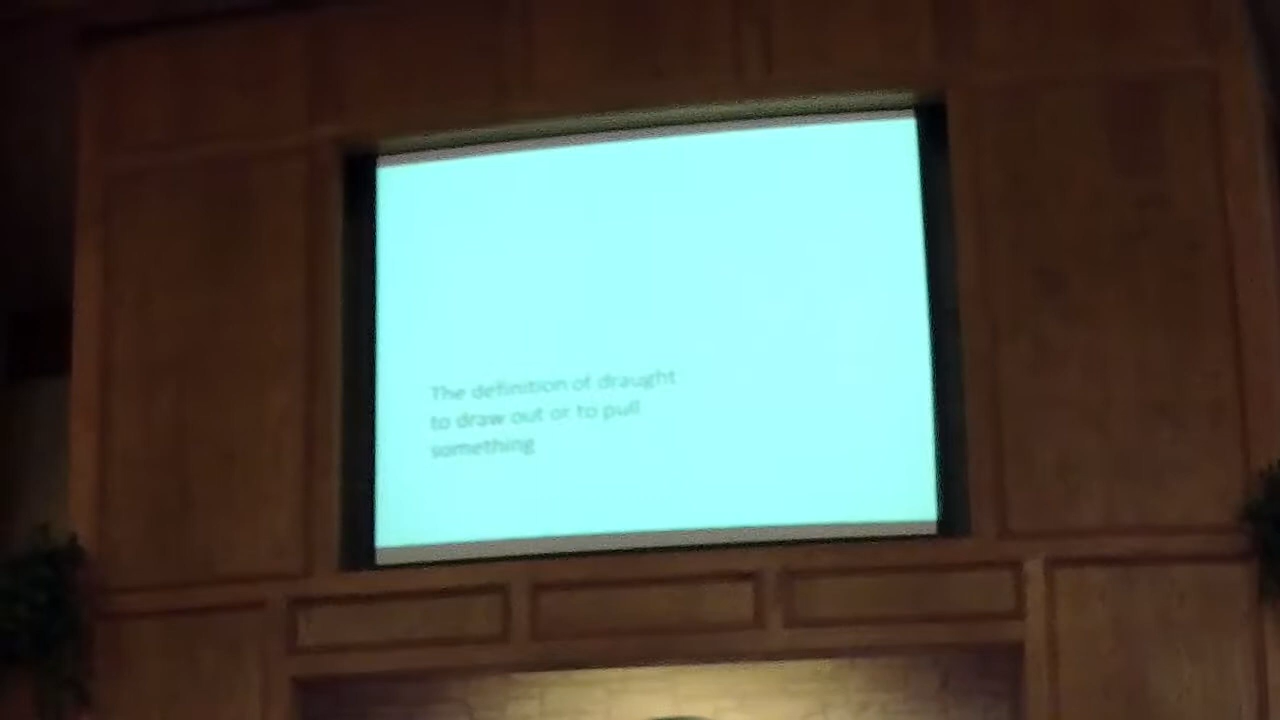 The definition of draught
to draw out or to pull
something